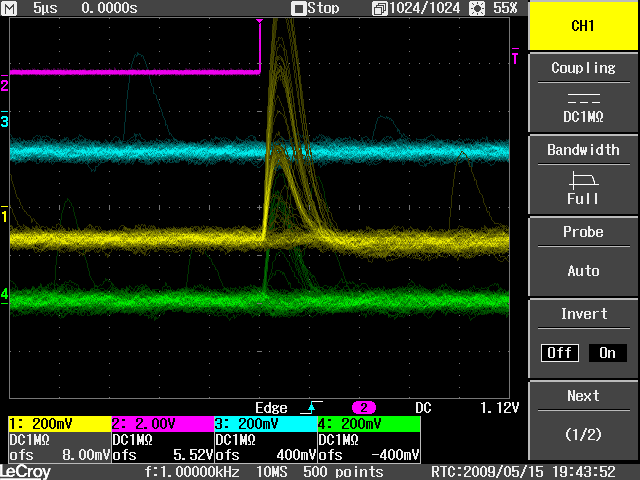 M 5µs 0.0000s Stop 1024/1024 55%
CH1
Coupling
DC1MΩ
Bandwidth
Full
Probe
Auto
Invert
Off On
Next
(1/2)
T
2
3
1
4
Edge 2 DC 1.12V
1: 200mV 2: 2.00V 3: 200mV 4: 200mV
DC1MΩ DC1MΩ DC1MΩ DC1MΩ
ofs 8.00mV ofs 5.52V ofs 400mV ofs -400mV
LeCroy f:1.00000kHz 10MS 500 points RTC:2009/05/15 19:43:52